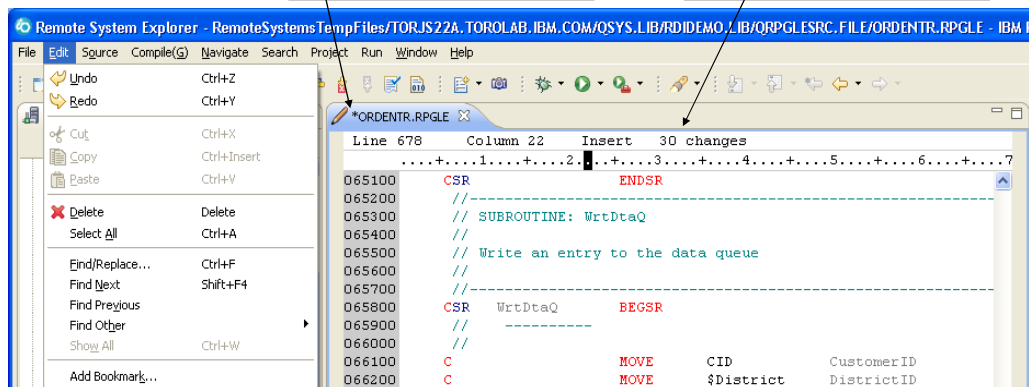 Remote System Explorer - RemoteSystemsTempFiles/TORJS22A.TOROLAB.IBM.COM/QSYS.LIB/RDIDEMO.LIB/QRPGLESRC.FILE/ORDENTR.RPGLE - IBM
File Edit Source Compile(G) Navigate Search Project Run Window Help
Undo Ctrl+Z
Redo Ctrl+Y
Cut Ctrl+X
Copy Ctrl+Insert
Paste Ctrl+V
Delete Delete
Select All Ctrl+A
Find/Replace... Ctrl+F
Find Next Shift+F4
Find Previous
Find Other
Show All Ctrl+W
Add Bookmark...
*ORDENTR.RPGLE
Line 678 Column 22 Insert 30 changes
....+....1....+....2.▮..+....3....+....4....+....5....+....6....+....7
065100 CSR ENDSR
065200 //------------------------------------------------------------
065300 // SUBROUTINE: WrtDtaQ
065400 //
065500 // Write an entry to the data queue
065600 //
065700 //------------------------------------------------------------
065800 CSR WrtDtaQ BEGSR
065900 // ----------
066000 //
066100 C MOVE CID CustomerID
066200 C MOVE $District DistrictID